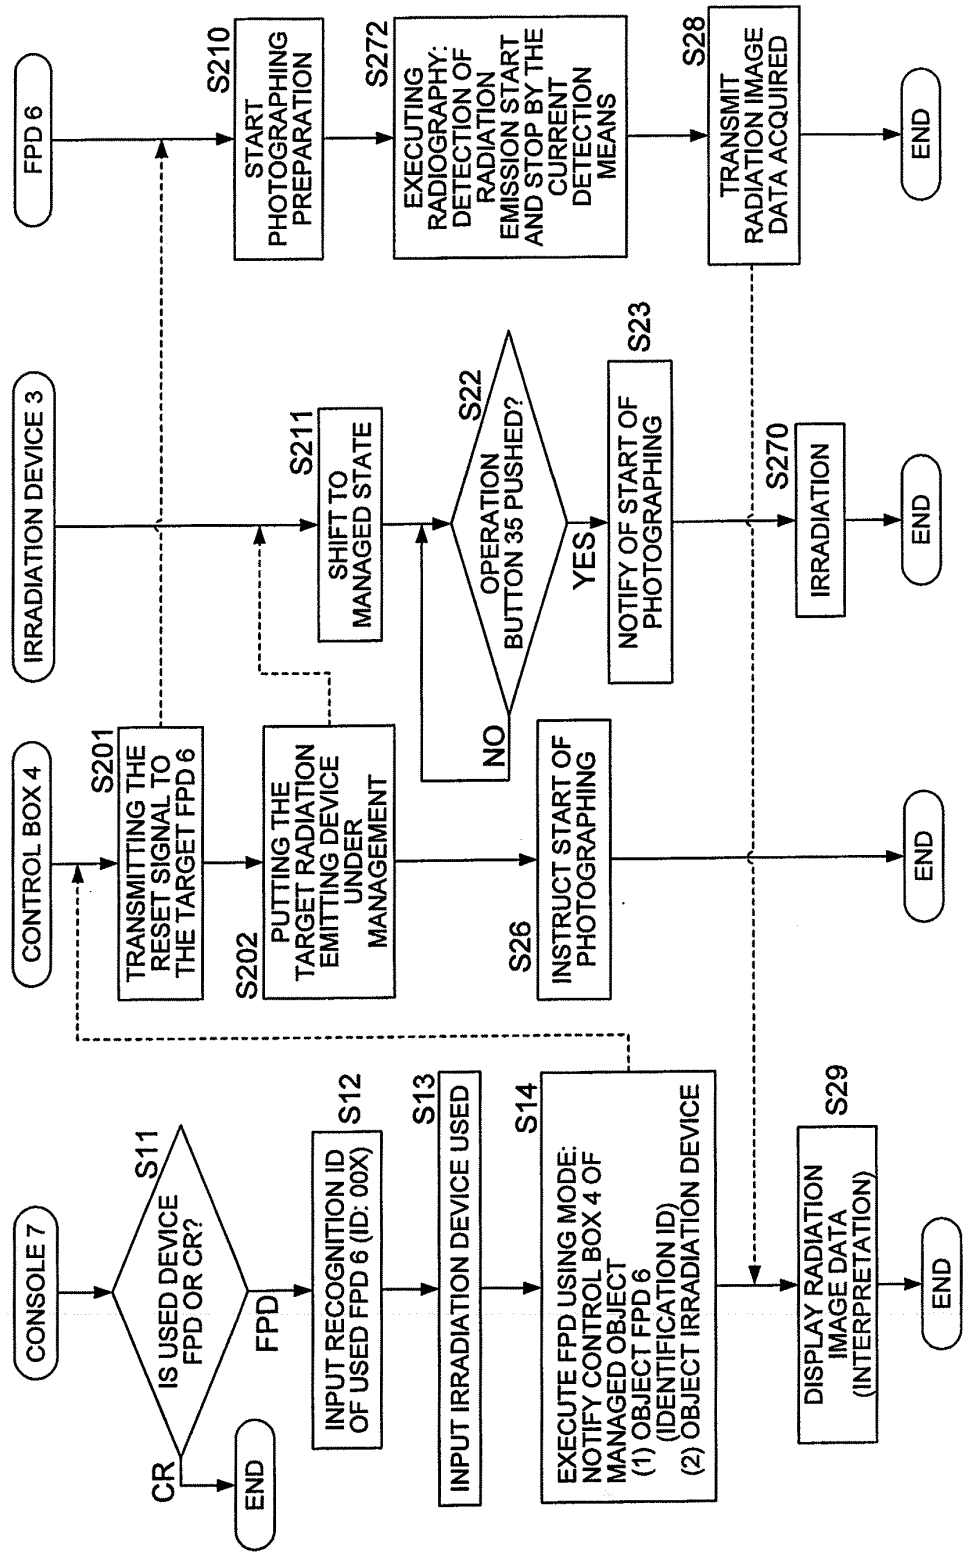 CONSOLE 7
S11
IS USED DEVICE
FPD OR CR?
CR
END
FPD
S12
INPUT RECOGNITION ID
OF USED FPD 6 (ID: 00X)
S13
INPUT IRRADIATION DEVICE USED
S14
EXECUTE FPD USING MODE:
NOTIFY CONTROL BOX 4 OF
MANAGED OBJECT
(1) OBJECT FPD 6
(IDENTIFICATION ID)
(2) OBJECT IRRADIATION DEVICE
S29
DISPLAY RADIATION
IMAGE DATA
(INTERPRETATION)
END
CONTROL BOX 4
S201
TRANSMITTING THE
RESET SIGNAL TO
THE TARGET FPD 6
S202
PUTTING THE
TARGET RADIATION
EMITTING DEVICE
UNDER
MANAGEMENT
S26
INSTRUCT START OF
PHOTOGRAPHING
END
IRRADIATION DEVICE 3
S211
SHIFT TO
MANAGED STATE
S22
OPERATION
BUTTON 35 PUSHED?
NO
YES
S23
NOTIFY OF START OF
PHOTOGRAPHING
S270
IRRADIATION
END
FPD 6
S210
START
PHOTOGRAPHING
PREPARATION
S272
EXECUTING
RADIOGRAPHY:
DETECTION OF
RADIATION
EMISSION START
AND STOP BY THE
CURRENT
DETECTION
MEANS
S28
TRANSMIT
RADIATION IMAGE
DATA ACQUIRED
END